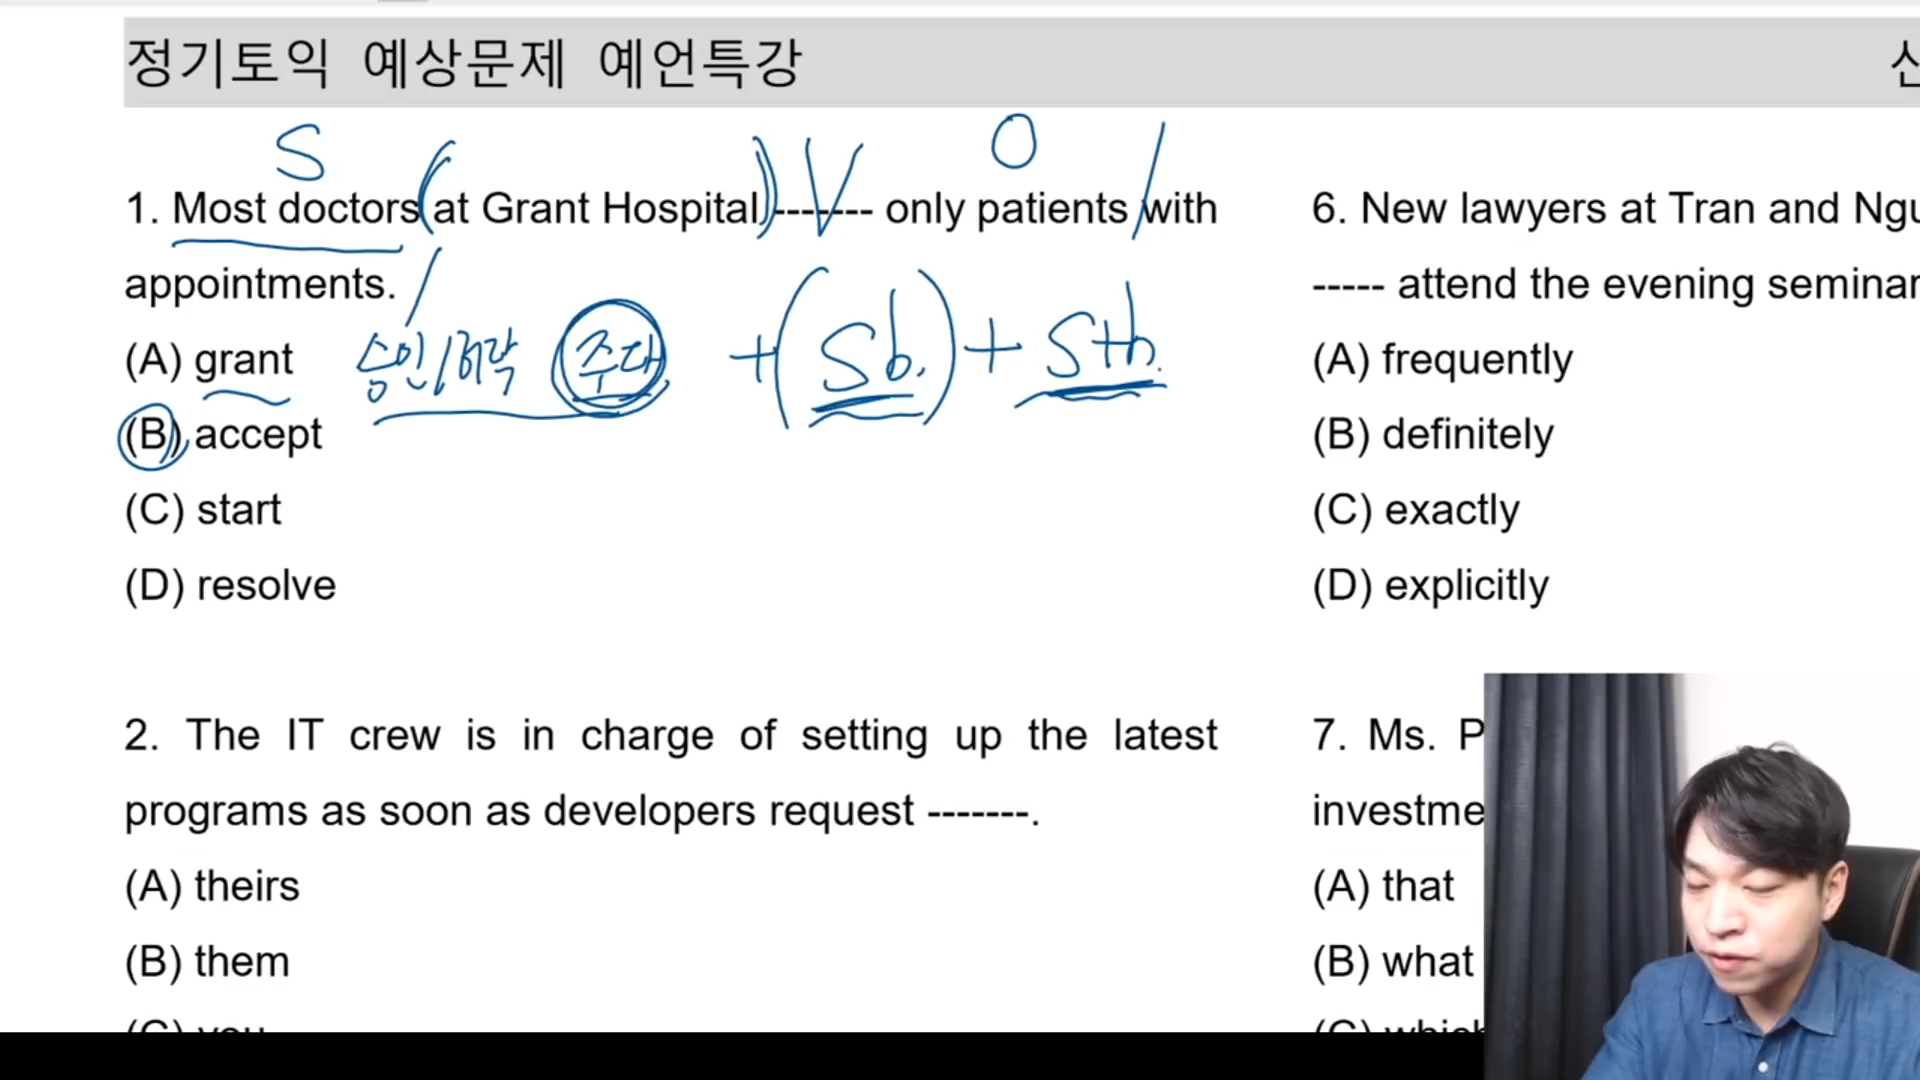 정기토익 예상문제 예언특강
S O
1. Most doctors (at Grant Hospital) ------- V only patients / with
appointments. /
(A) grant 승인/허락 주다 + (Sb.) + Sth.
(B) accept
(C) start
(D) resolve
2. The IT crew is in charge of setting up the latest
programs as soon as developers request -------.
(A) theirs
(B) them
(C) you
6. New lawyers at Tran and
----- attend the evening
(A) frequently
(B) definitely
(C) exactly
(D) explicitly
7. Ms.
(A) that
(B) what